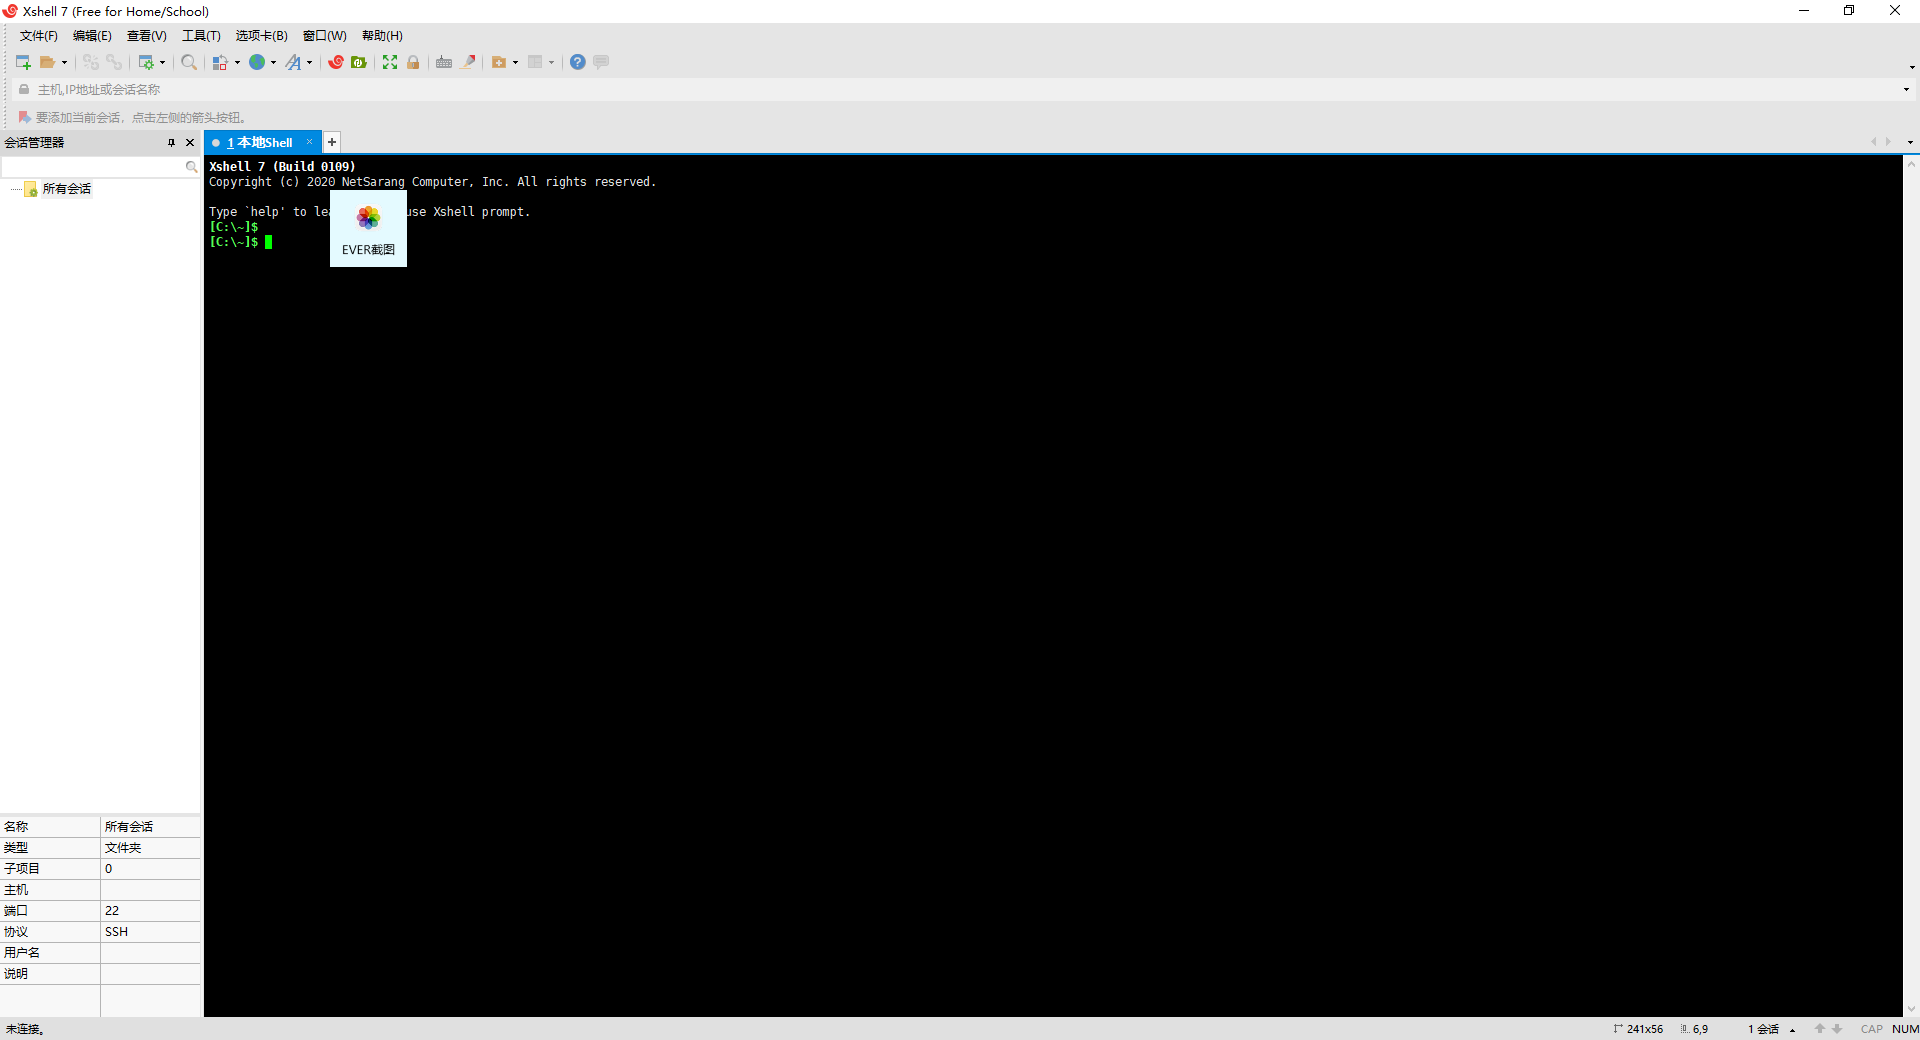 Xshell 7 (Free for Home/School)
文件(F) 编辑(E) 查看(V) 工具(T) 选项卡(B) 窗口(W) 帮助(H)
主机,IP地址或会话名称
要添加当前会话，点击左侧的箭头按钮。
会话管理器
所有会话
1 本地Shell
Xshell 7 (Build 0109)
Copyright (c) 2020 NetSarang Computer, Inc. All rights reserved.
Type `help' to use Xshell prompt.
[C:\~]$
[C:\~]$
EVER截图
名称 所有会话
类型 文件夹
子项目 0
主机
端口 22
协议 SSH
用户名
说明
未连接。
241x56 6,9 1 会话 CAP NUM